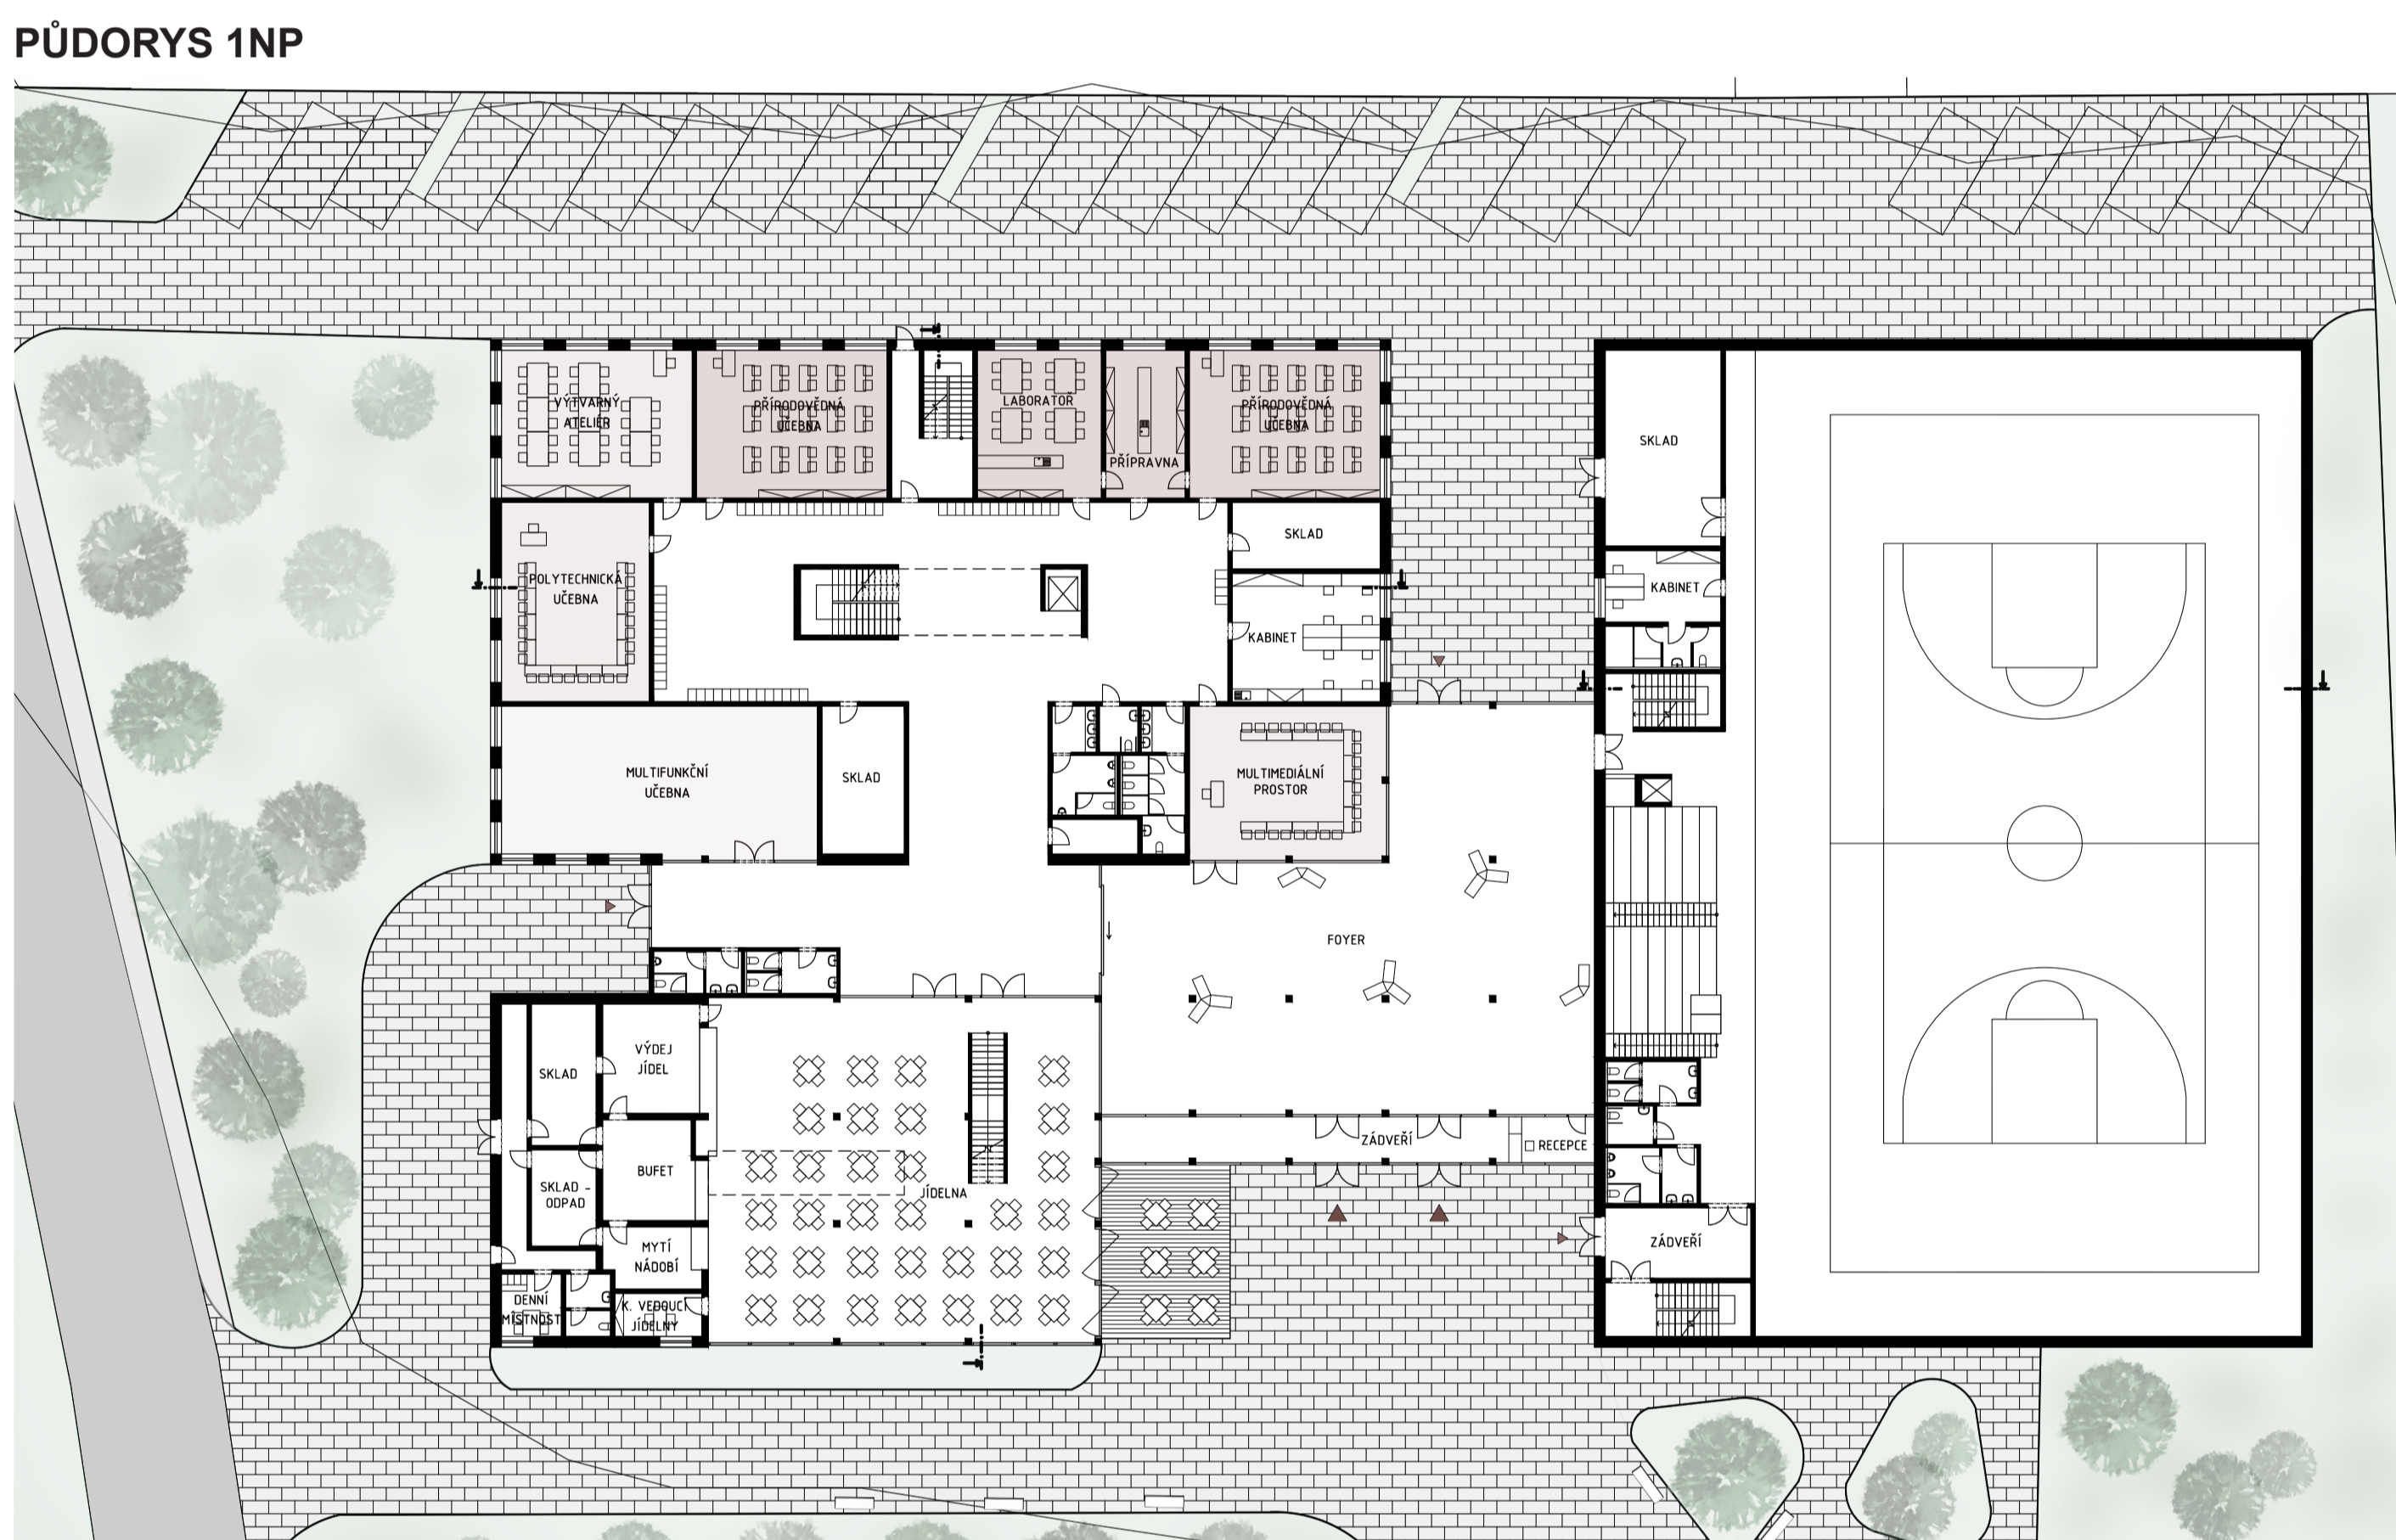 PŮDORYS 1NP
VÝTVARNÝ
ATELIÉR
PŘÍRODOVĚDNÁ
UČEBNA
LABORATOŘ
PŘÍPRAVNA
PŘÍRODOVĚDNÁ
UČEBNA
SKLAD
SKLAD
POLYTECHNICKÁ
UČEBNA
KABINET
KABINET
MULTIFUNKČNÍ
UČEBNA
SKLAD
MULTIMEDIÁLNÍ
PROSTOR
FOYER
VÝDEJ
JÍDEL
SKLAD
BUFET
SKLAD -
ODPAD
JÍDELNA
ZÁDVEŘÍ
RECEPCE
MYTÍ
NÁDOBÍ
ZÁDVEŘÍ
DENNÍ
MÍSTNOST
K. VEDOUCÍ
JÍDELNY